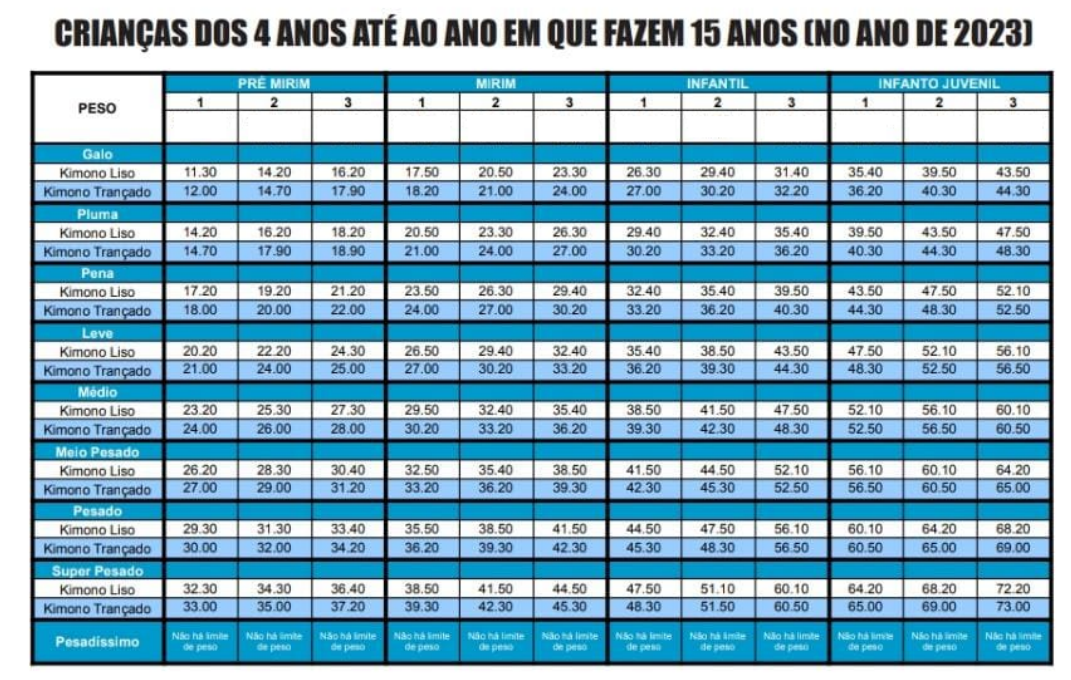 CRIANÇAS DOS 4 ANOS ATÉ AO ANO EM QUE FAZEM 15 ANOS (NO ANO DE 2023)
PESO PRÉ MIRIM MIRIM INFANTIL INFANTO JUVENIL
1 2 3 1 2 3 1 2 3 1 2 3
Galo
Kimono Liso 11.30 14.20 16.20 17.50 20.50 23.30 26.30 29.40 31.40 35.40 39.50 43.50
Kimono Trançado 12.00 14.70 17.90 18.20 21.00 24.00 27.00 30.20 32.20 36.20 40.30 44.30
Pluma
Kimono Liso 14.20 16.20 18.20 20.50 23.30 26.30 29.40 32.40 35.40 39.50 43.50 47.50
Kimono Trançado 14.70 17.90 18.90 21.00 24.00 27.00 30.20 33.20 36.20 40.30 44.30 48.30
Pena
Kimono Liso 17.20 19.20 21.20 23.50 26.30 29.40 32.40 35.40 39.50 43.50 47.50 52.10
Kimono Trançado 18.00 20.00 22.00 24.00 27.00 30.20 33.20 36.20 40.30 44.30 48.30 52.50
Leve
Kimono Liso 20.20 22.20 24.30 26.50 29.40 32.40 35.40 38.50 43.50 47.50 52.10 56.10
Kimono Trançado 21.00 24.00 25.00 27.00 30.20 33.20 36.20 39.30 44.30 48.30 52.50 56.50
Médio
Kimono Liso 23.20 25.30 27.30 29.50 32.40 35.40 38.50 41.50 47.50 52.10 56.10 60.10
Kimono Trançado 24.00 26.00 28.00 30.20 33.20 36.20 39.30 42.30 48.30 52.50 56.50 60.50
Meio Pesado
Kimono Liso 26.20 28.30 30.40 32.50 35.40 38.50 41.50 44.50 52.10 56.10 60.10 64.20
Kimono Trançado 27.00 29.00 31.20 33.20 36.20 39.30 42.30 45.30 52.50 56.50 60.50 65.00
Pesado
Kimono Liso 29.30 31.30 33.40 35.50 38.50 41.50 44.50 47.50 56.10 60.10 64.20 68.20
Kimono Trançado 30.00 32.00 34.20 36.20 39.30 42.30 45.30 48.30 56.50 60.50 65.00 69.00
Super Pesado
Kimono Liso 32.30 34.30 36.40 38.50 41.50 44.50 47.50 51.10 60.10 64.20 68.20 72.20
Kimono Trançado 33.00 35.00 37.20 39.30 42.30 45.30 48.30 51.50 60.50 65.00 69.00 73.00
Pesadíssimo Não há limite de peso Não há limite de peso Não há limite de peso Não há limite de peso Não há limite de peso Não há limite de peso Não há limite de peso Não há limite de peso Não há limite de peso Não há limite de peso Não há limite de peso Não há limite de peso